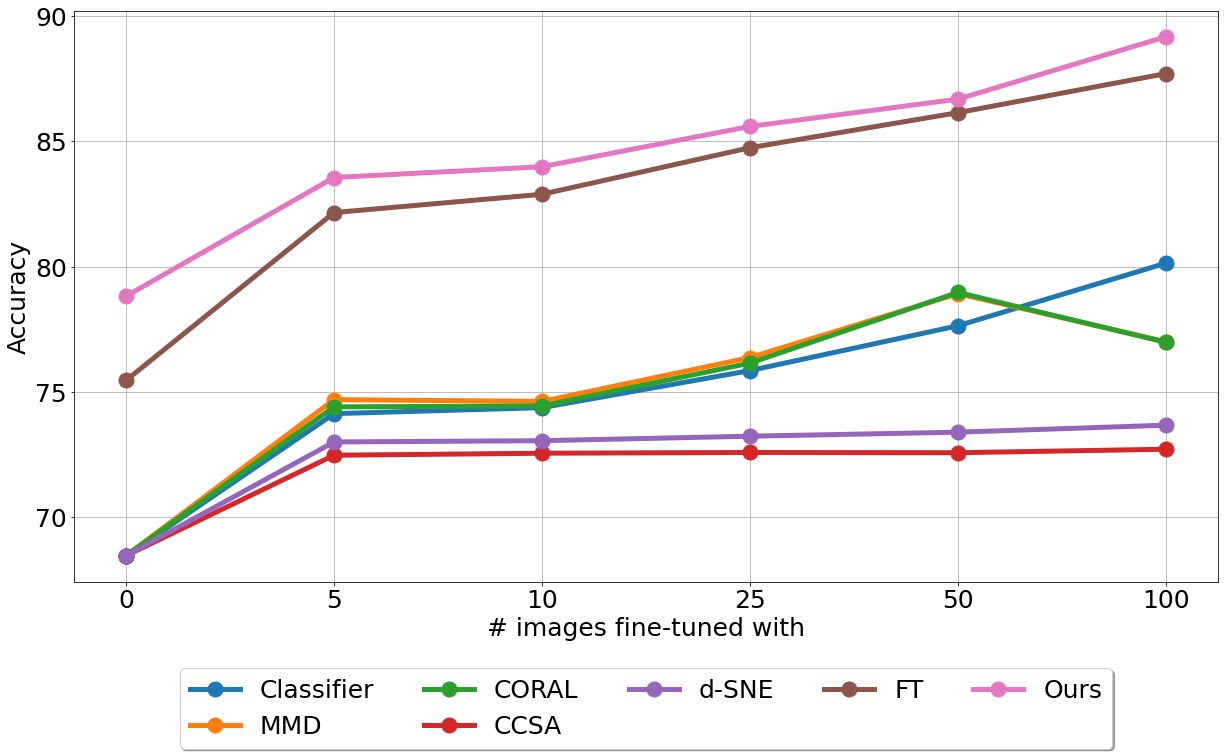 90
85
80
75
70
Accuracy
0 5 10 25 50 100
# images fine-tuned with
Classifier CORAL d-SNE FT Ours
MMD CCSA